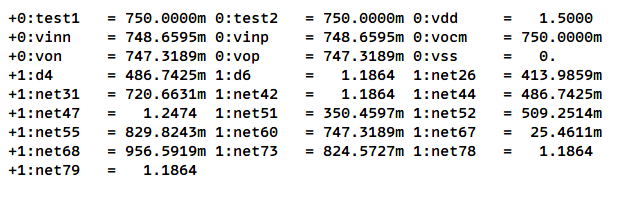 +0:test1   = 750.0000m 0:test2   = 750.0000m 0:vdd     =   1.5000
+0:vinn    = 748.6595m 0:vinp    = 748.6595m 0:vocm    = 750.0000m
+0:von     = 747.3189m 0:vop     = 747.3189m 0:vss     =   0.
+1:d4      = 486.7425m 1:d6      =   1.1864  1:net26   = 413.9859m
+1:net31   = 720.6631m 1:net42   =   1.1864  1:net44   = 486.7425m
+1:net47   =   1.2474  1:net51   = 350.4597m 1:net52   = 509.2514m
+1:net55   = 829.8243m 1:net60   = 747.3189m 1:net67   =  25.4611m
+1:net68   = 956.5919m 1:net73   = 824.5727m 1:net78   =   1.1864
+1:net79   =   1.1864